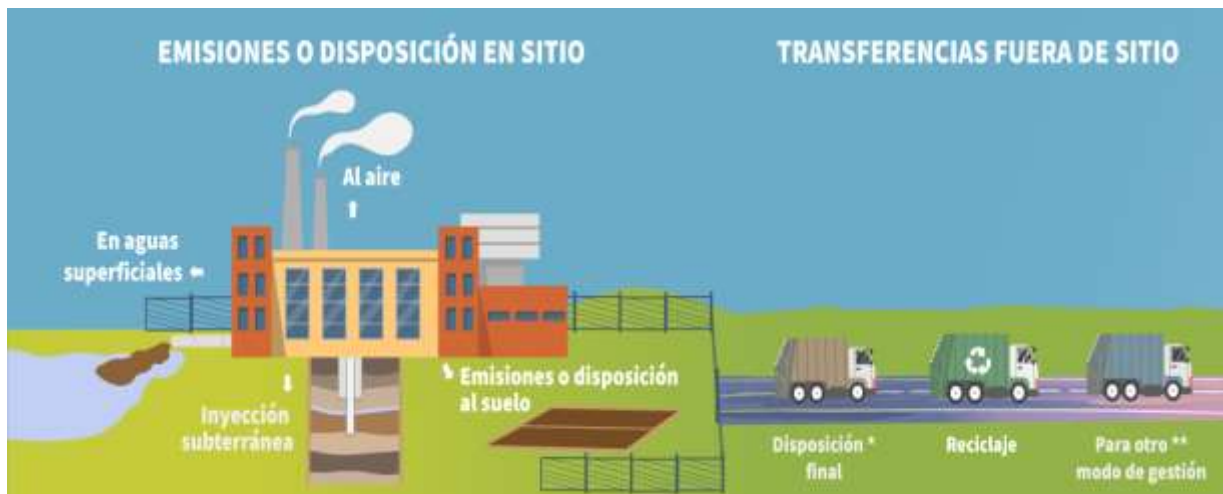 EMISIONES O DISPOSICIÓN EN SITIO
TRANSFERENCIAS FUERA DE SITIO
Al aire
En aguas
superficiales
Inyección
subterránea
Emisiones o disposición
al suelo
Disposición *
final
Reciclaje
Para otro **
modo de gestión